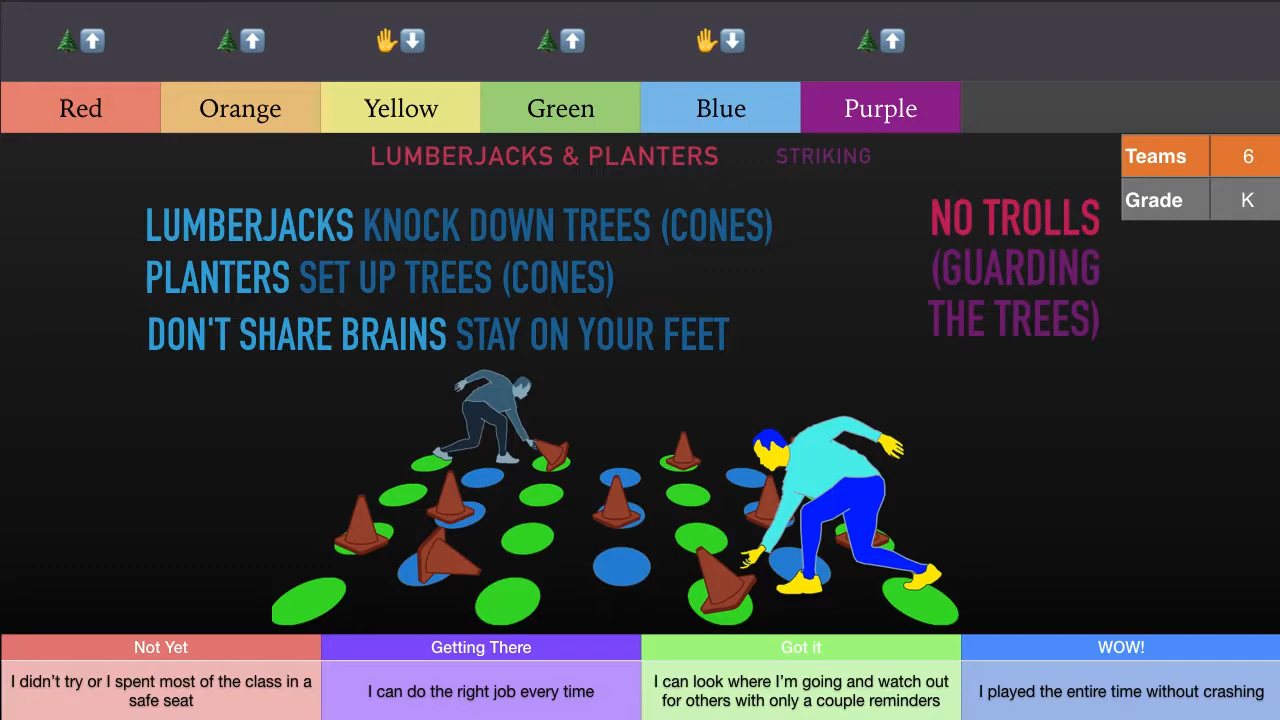 Red Orange Yellow Green Blue Purple
LUMBERJACKS & PLANTERS STRIKING
Teams 6
Grade K
LUMBERJACKS KNOCK DOWN TREES (CONES)
PLANTERS SET UP TREES (CONES)
DON'T SHARE BRAINS STAY ON YOUR FEET
NO TROLLS
(GUARDING
THE TREES)
Not Yet
I didn't try or I spent most of the class in a
safe seat
Getting There
I can do the right job every time
Got it
I can look where I'm going and watch out
for others with only a couple reminders
WOW!
I played the entire time without crashing